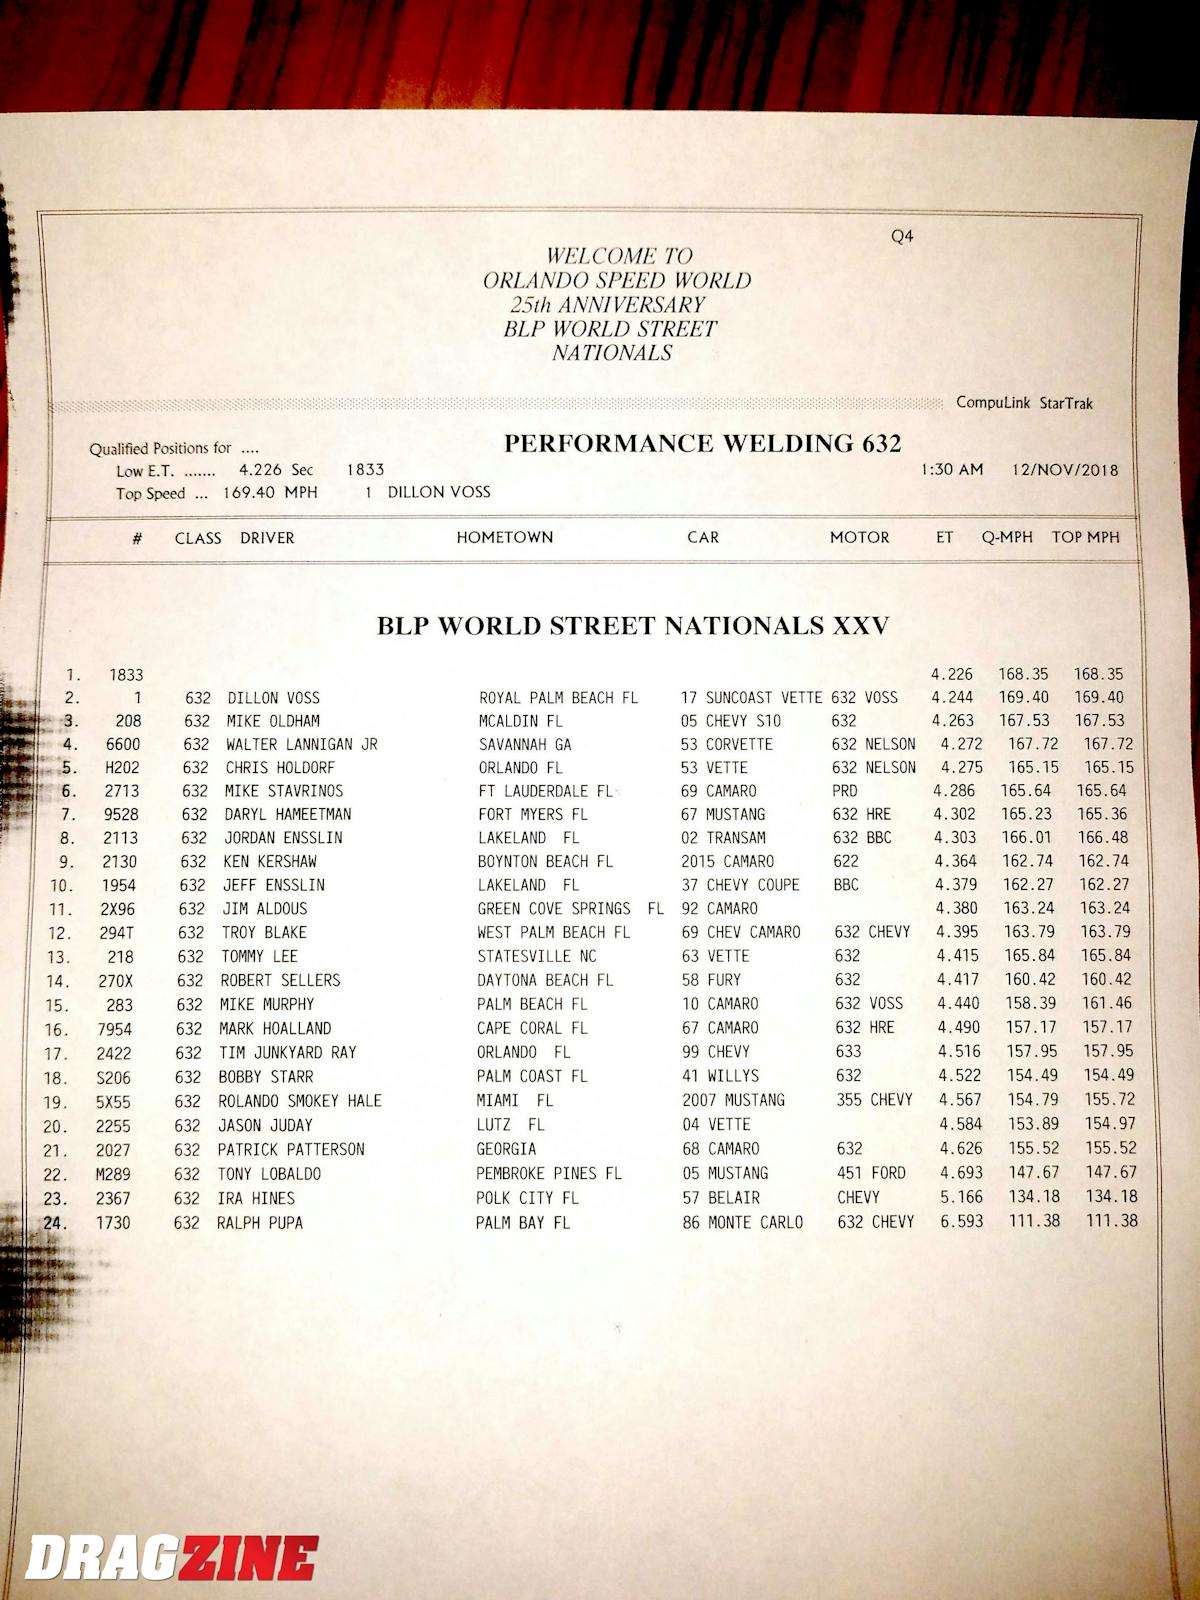 Q4
WELCOME TO
ORLANDO SPEED WORLD
25th ANNIVERSARY
BLP WORLD STREET
NATIONALS
CompuLink StarTrak
Qualified Positions for .... PERFORMANCE WELDING 632
Low E.T. ....... 4.226 Sec 1833 1:30 AM 12/NOV/2018
Top Speed ... 169.40 MPH 1 DILLON VOSS
# CLASS DRIVER HOMETOWN CAR MOTOR ET Q-MPH TOP MPH
BLP WORLD STREET NATIONALS XXV
1. 1833 4.226 168.35 168.35
2. 1 632 DILLON VOSS ROYAL PALM BEACH FL 17 SUNCOAST VETTE 632 VOSS 4.244 169.40 169.40
3. 208 632 MIKE OLDHAM MCALDIN FL 05 CHEVY S10 632 4.263 167.53 167.53
4. 6600 632 WALTER LANNIGAN JR SAVANNAH GA 53 CORVETTE 632 NELSON 4.272 167.72 167.72
5. H202 632 CHRIS HOLDORF ORLANDO FL 53 VETTE 632 NELSON 4.275 165.15 165.15
6. 2713 632 MIKE STAVRINOS FT LAUDERDALE FL 69 CAMARO PRD 4.286 165.64 165.64
7. 9528 632 DARYL HAMEETMAN FORT MYERS FL 67 MUSTANG 632 HRE 4.302 165.23 165.36
8. 2113 632 JORDAN ENSSLIN LAKELAND FL 02 TRANSAM 632 BBC 4.303 166.01 166.48
9. 2130 632 KEN KERSHAW BOYNTON BEACH FL 2015 CAMARO 622 4.364 162.74 162.74
10. 1954 632 JEFF ENSSLIN LAKELAND FL 37 CHEVY COUPE BBC 4.379 162.27 162.27
11. 2X96 632 JIM ALDOUS GREEN COVE SPRINGS FL 92 CAMARO 4.380 163.24 163.24
12. 294T 632 TROY BLAKE WEST PALM BEACH FL 69 CHEV CAMARO 632 CHEVY 4.395 163.79 163.79
13. 218 632 TOMMY LEE STATESVILLE NC 63 VETTE 632 4.415 165.84 165.84
14. 270X 632 ROBERT SELLERS DAYTONA BEACH FL 58 FURY 632 4.417 160.42 160.42
15. 283 632 MIKE MURPHY PALM BEACH FL 10 CAMARO 632 VOSS 4.440 158.39 161.46
16. 7954 632 MARK HOALLAND CAPE CORAL FL 67 CAMARO 632 HRE 4.490 157.17 157.17
17. 2422 632 TIM JUNKYARD RAY ORLANDO FL 99 CHEVY 633 4.516 157.95 157.95
18. S206 632 BOBBY STARR PALM COAST FL 41 WILLYS 632 4.522 154.49 154.49
19. 5X55 632 ROLANDO SMOKEY HALE MIAMI FL 2007 MUSTANG 355 CHEVY 4.567 154.79 155.72
20. 2255 632 JASON JUDAY LUTZ FL 04 VETTE 4.584 153.89 154.97
21. 2027 632 PATRICK PATTERSON GEORGIA 68 CAMARO 632 4.626 155.52 155.52
22. M289 632 TONY LOBALDO PEMBROKE PINES FL 05 MUSTANG 451 FORD 4.693 147.67 147.67
23. 2367 632 IRA HINES POLK CITY FL 57 BELAIR CHEVY 5.166 134.18 134.18
24. 1730 632 RALPH PUPA PALM BAY FL 86 MONTE CARLO 632 CHEVY 6.593 111.38 111.38
DRAGZINE